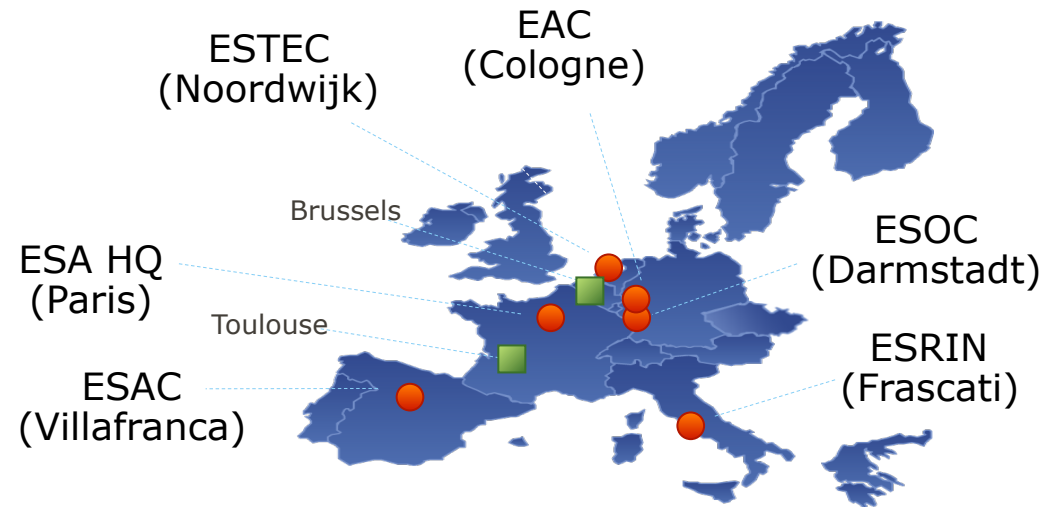 EAC
(Cologne)
ESTEC
(Noordwijk)
Brussels
ESOC
(Darmstadt)
ESA HQ
(Paris)
Toulouse
ESRIN
(Frascati)
ESAC
(Villafranca)